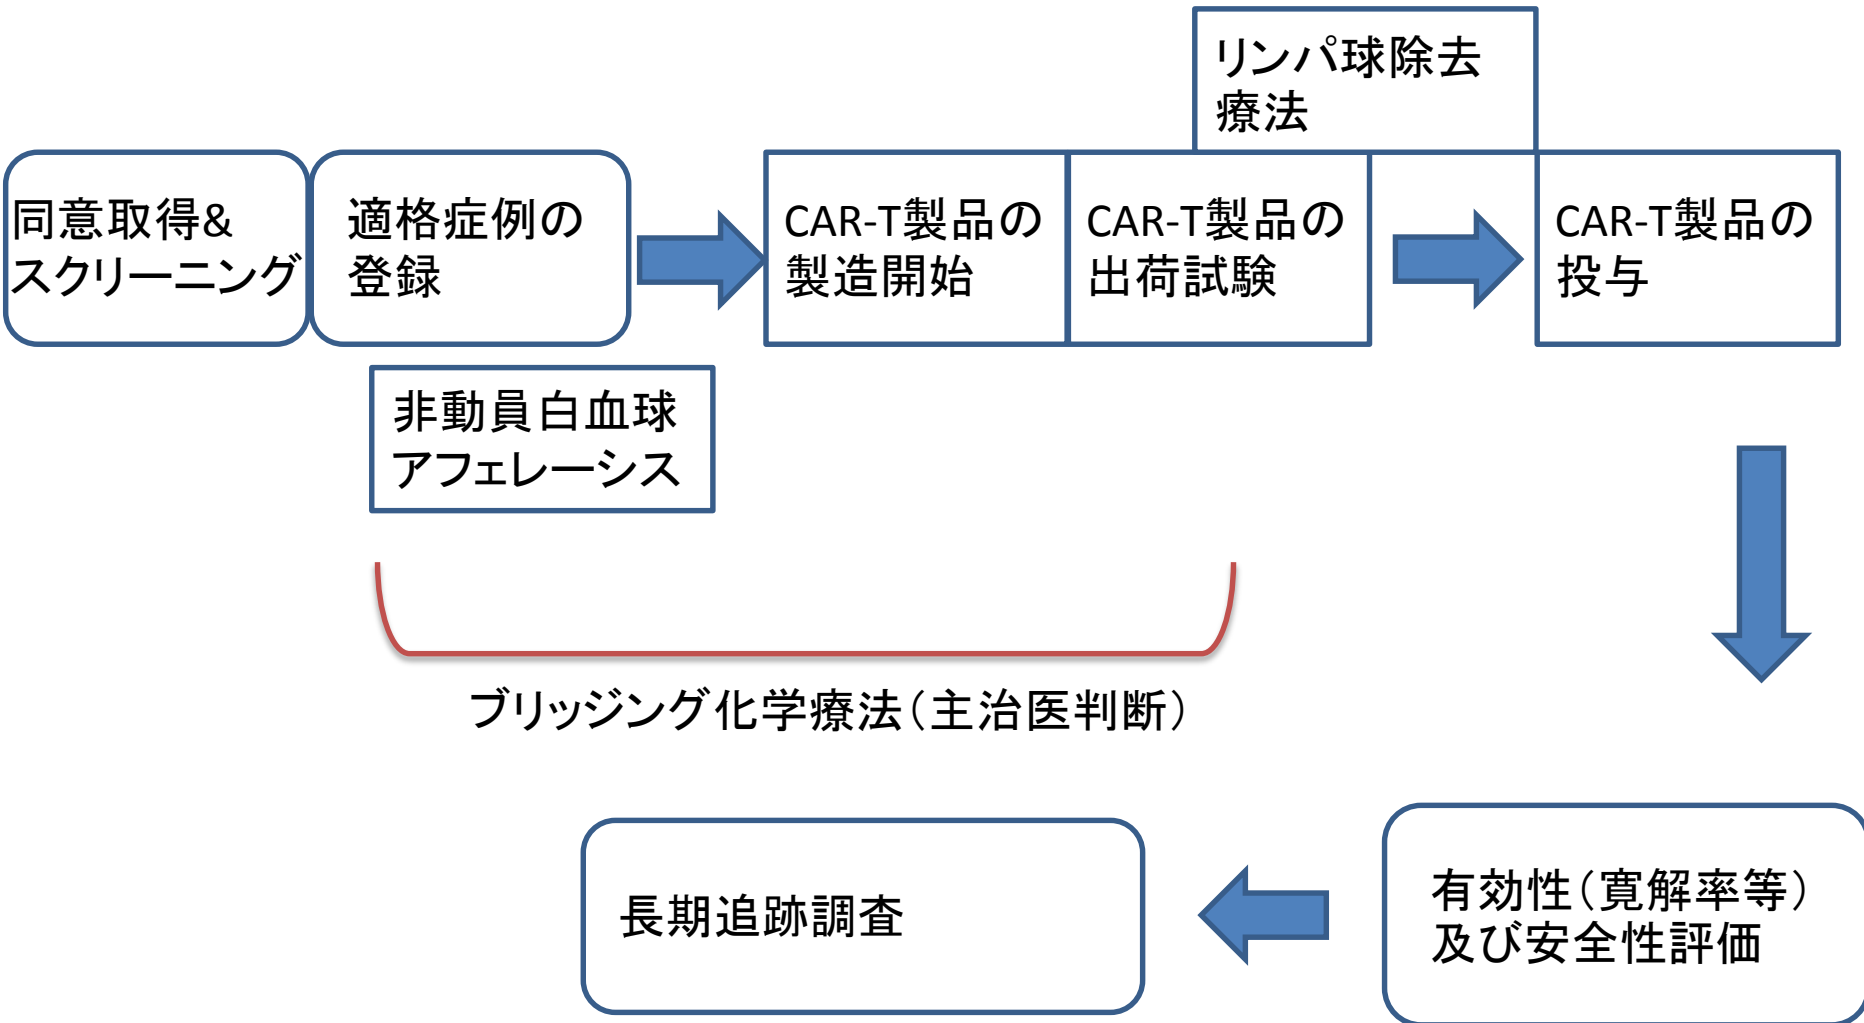 リンパ球除去
療法
同意取得&
スクリーニング
適格症例の
登録
CAR-T製品の
製造開始
CAR-T製品の
出荷試験
CAR-T製品の
投与
非動員白血球
アフェレーシス
ブリッジング化学療法（主治医判断）
長期追跡調査
有効性（寛解率等）
及び安全性評価